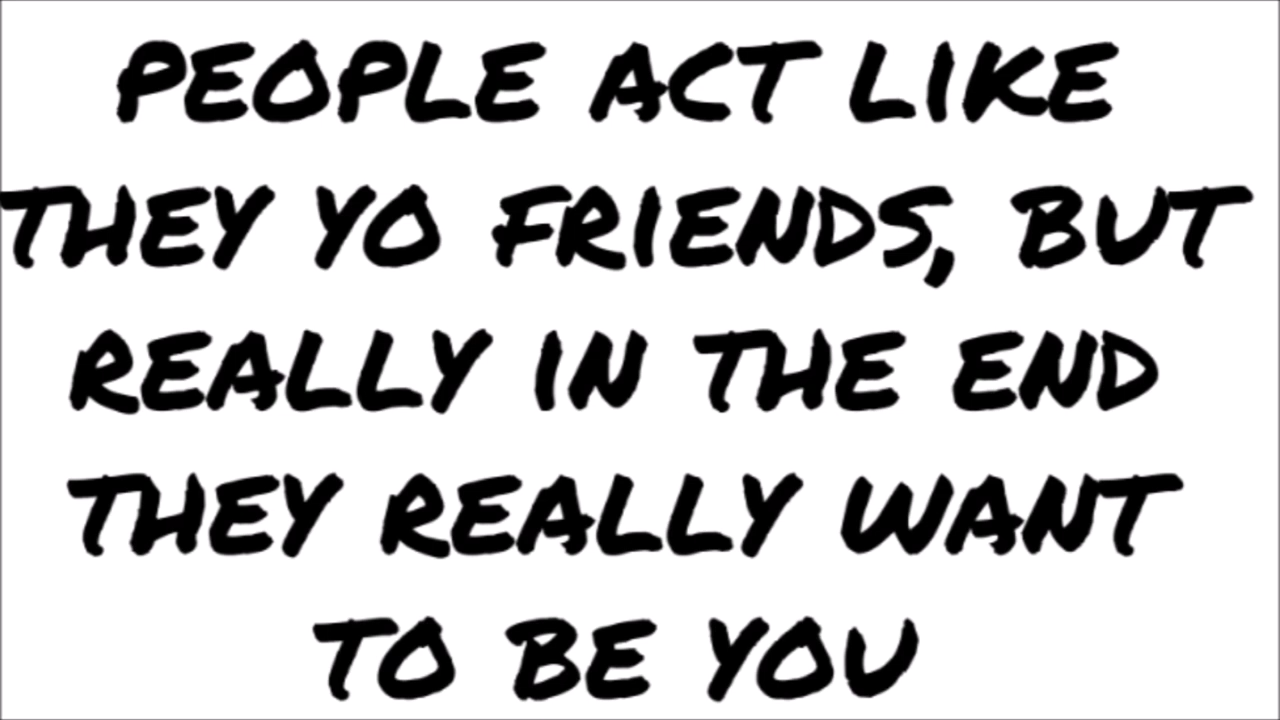 PEOPLE ACT LIKE
THEY YO FRIENDS, BUT
REALLY IN THE END
THEY REALLY WANT
TO BE YOU